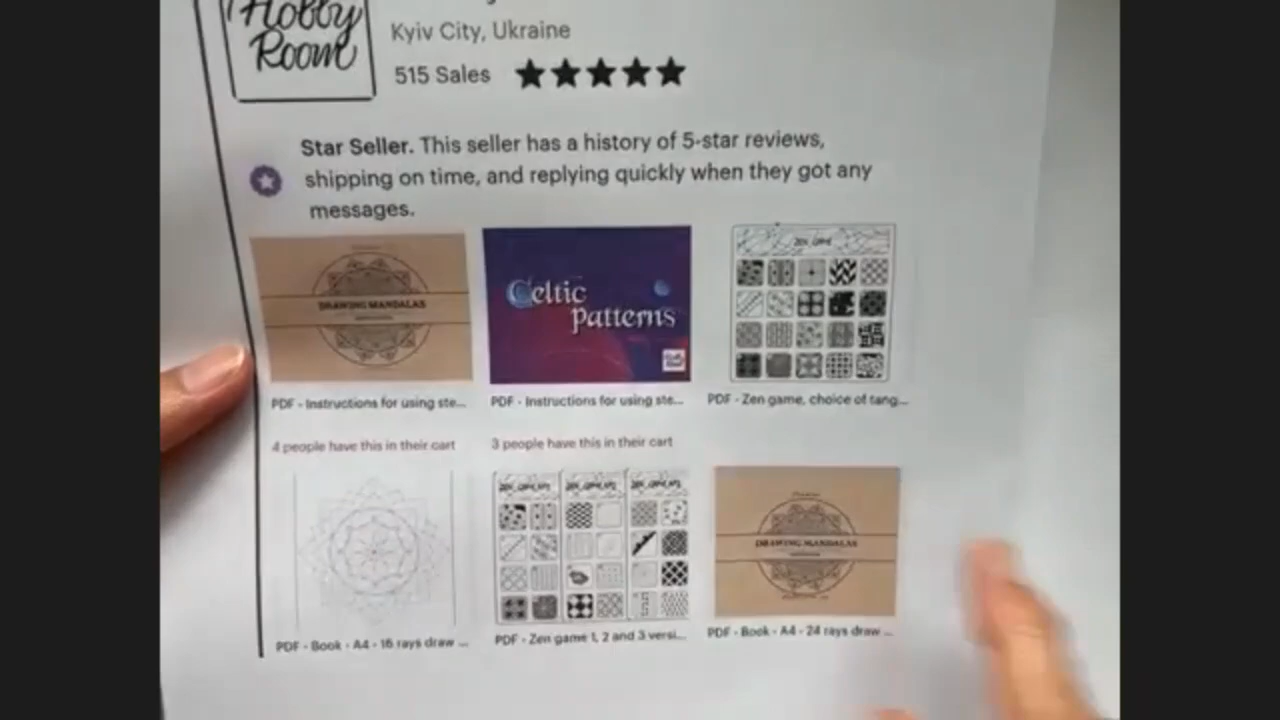 Hobby
Room
Kyiv City, Ukraine
515 Sales
Star Seller. This seller has a history of 5-star reviews,
shipping on time, and replying quickly when they got any
messages.
DRAWING MANDALAS
Celtic
patterns
ZEN GAME
PDF - Instructions for using ste...
PDF - Instructions for using ste...
PDF - Zen game, choice of tang...
4 people have this in their cart
3 people have this in their cart
DRAWING MANDALAS
PDF - Book - A4 - 16 rays draw ...
PDF - Zen game 1, 2 and 3 versi...
PDF - Book - A4 - 24 rays draw ...